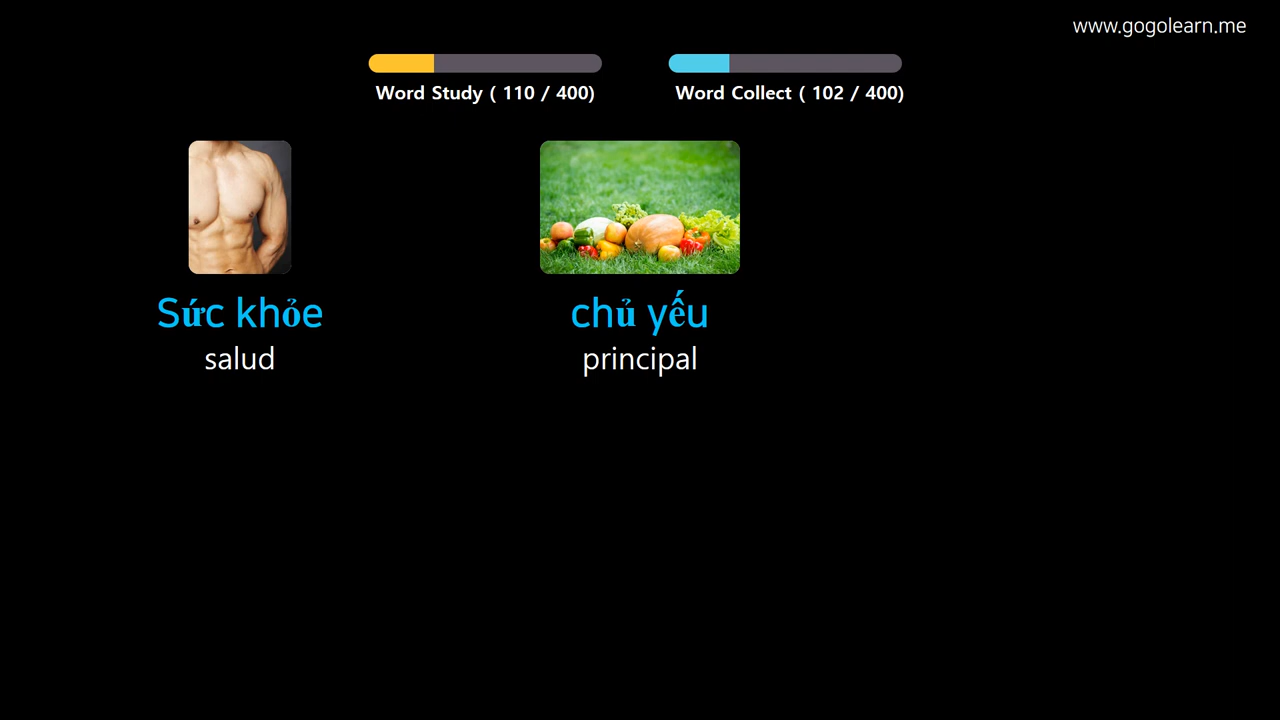 www.gogolearn.me
Word Study ( 110 / 400)
Word Collect ( 102 / 400)
Sức khỏe
chủ yếu
salud
principal